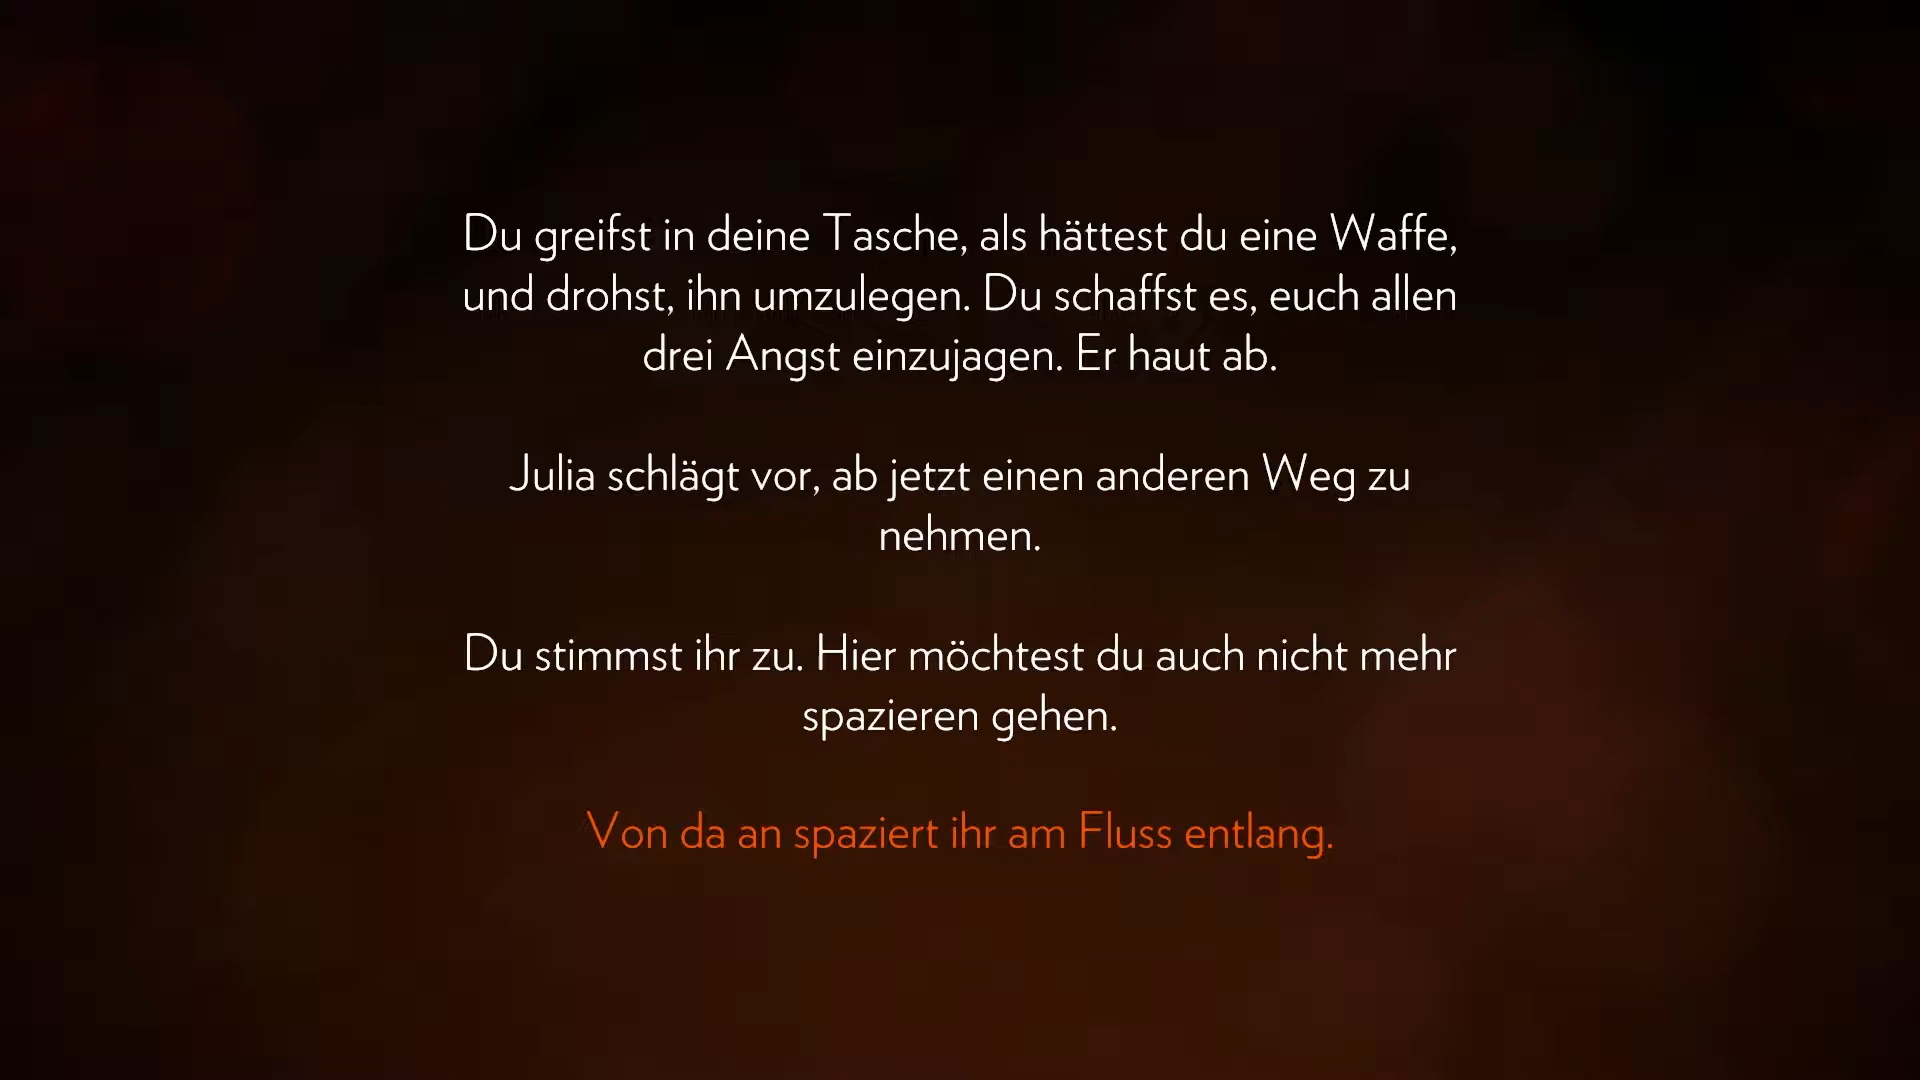 Du greifst in deine Tasche, als hättest du eine Waffe,
und drohst, ihn umzulegen. Du schaffst es, euch allen
drei Angst einzujagen. Er haut ab.
Julia schlägt vor, ab jetzt einen anderen Weg zu
nehmen.
Du stimmst ihr zu. Hier möchtest du auch nicht mehr
spazieren gehen.
Von da an spaziert ihr am Fluss entlang.